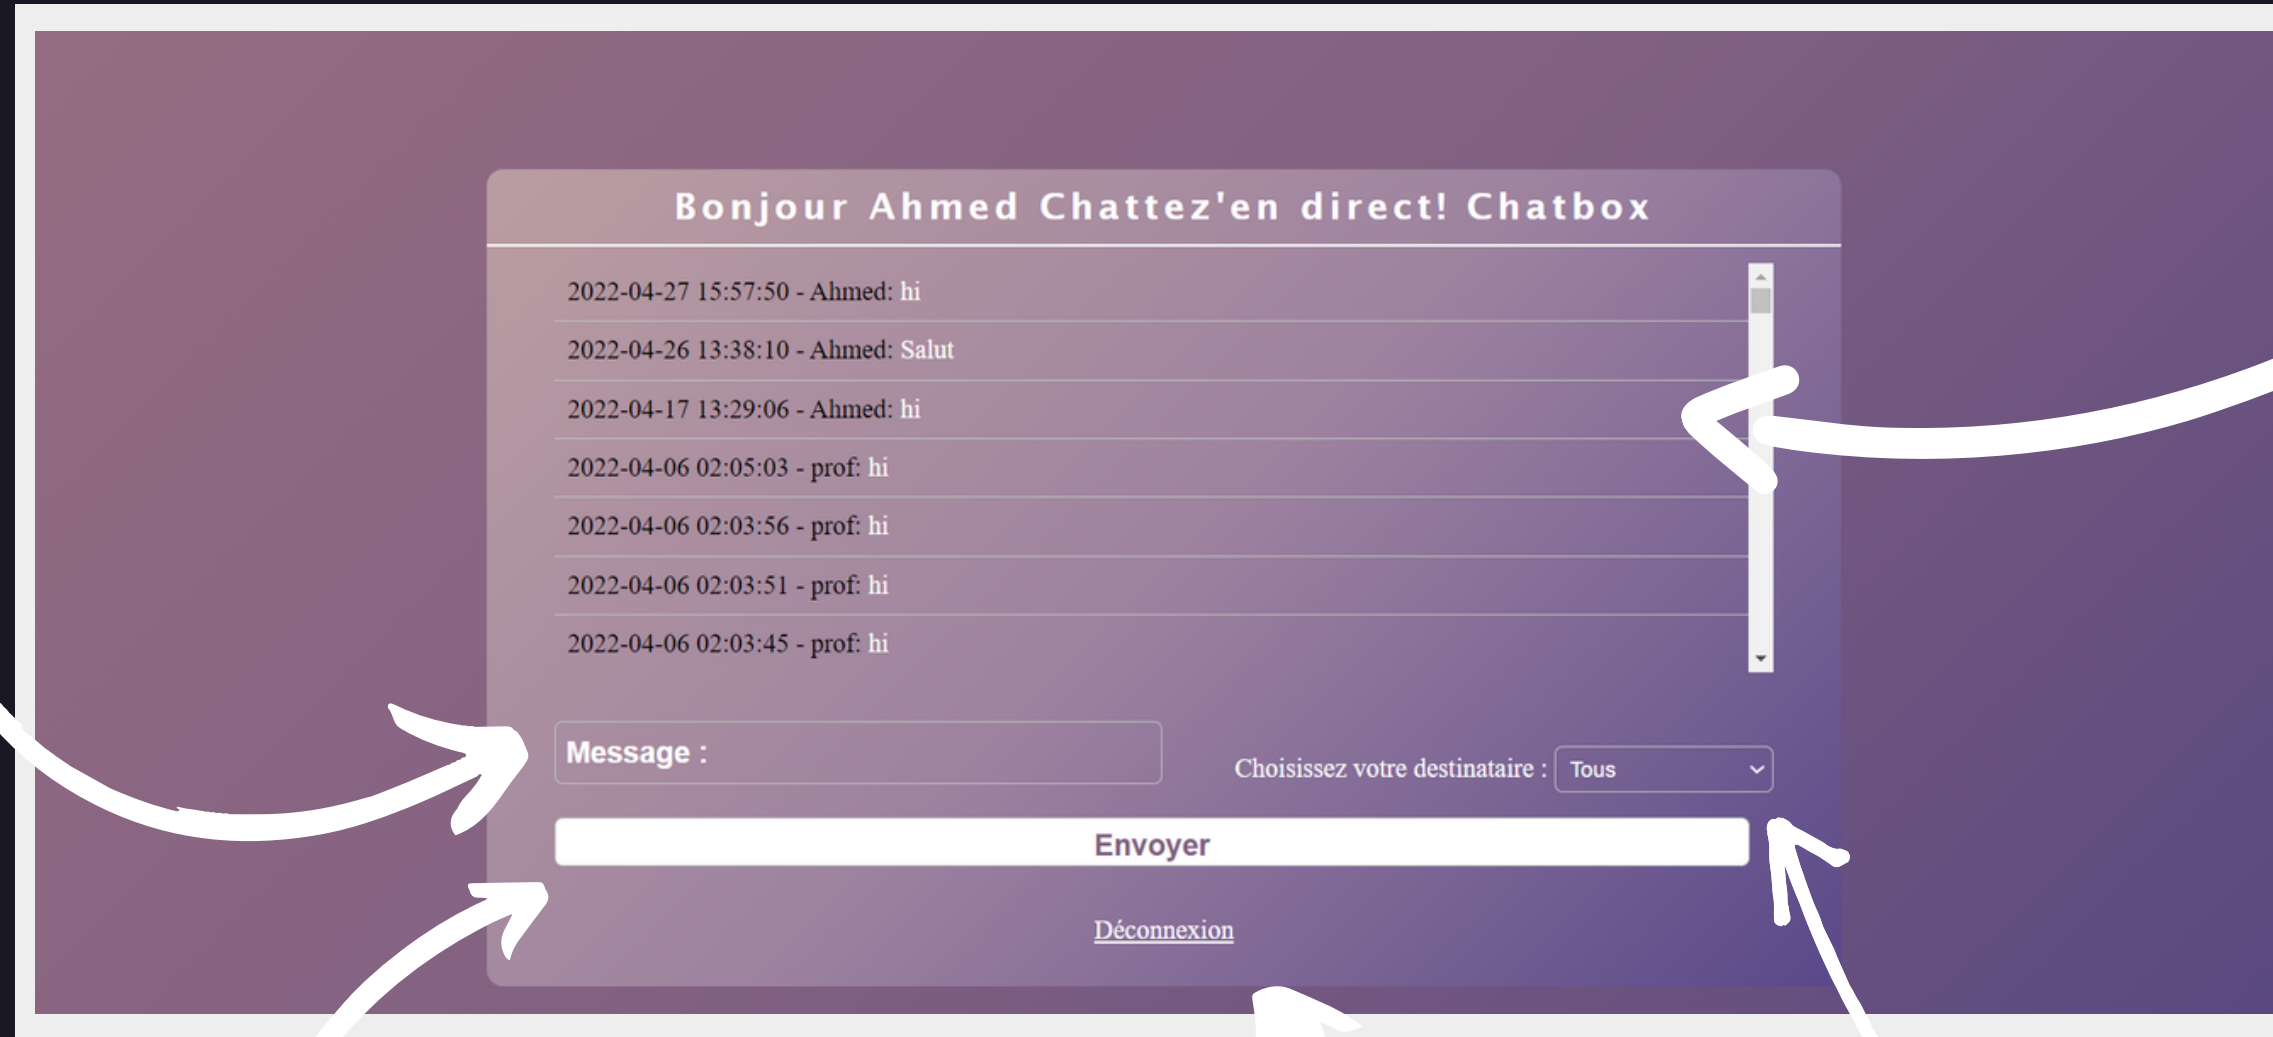 Bonjour Ahmed Chattez'en direct! Chatbox
2022-04-27 15:57:50 - Ahmed: hi
2022-04-26 13:38:10 - Ahmed: Salut
2022-04-17 13:29:06 - Ahmed: hi
2022-04-06 02:05:03 - prof: hi
2022-04-06 02:03:56 - prof: hi
2022-04-06 02:03:51 - prof: hi
2022-04-06 02:03:45 - prof: hi
Message :
Choisissez votre destinataire : Tous
Envoyer
Déconnexion